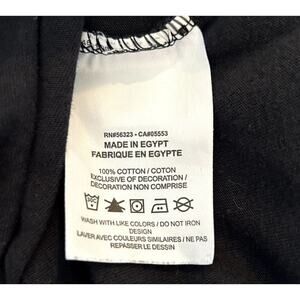 RN#56323 - CA#05553
MADE IN EGYPT
FABRIQUE EN EGYPTE
100% COTTON / COTON
EXCLUSIVE OF DECORATION /
DECORATION NON COMPRISE
WASH WITH LIKE COLORS / DO NOT IRON
DESIGN
LAVER AVEC COULEURS SIMILAIRES / NE PAS
REPASSER LE DESSIN